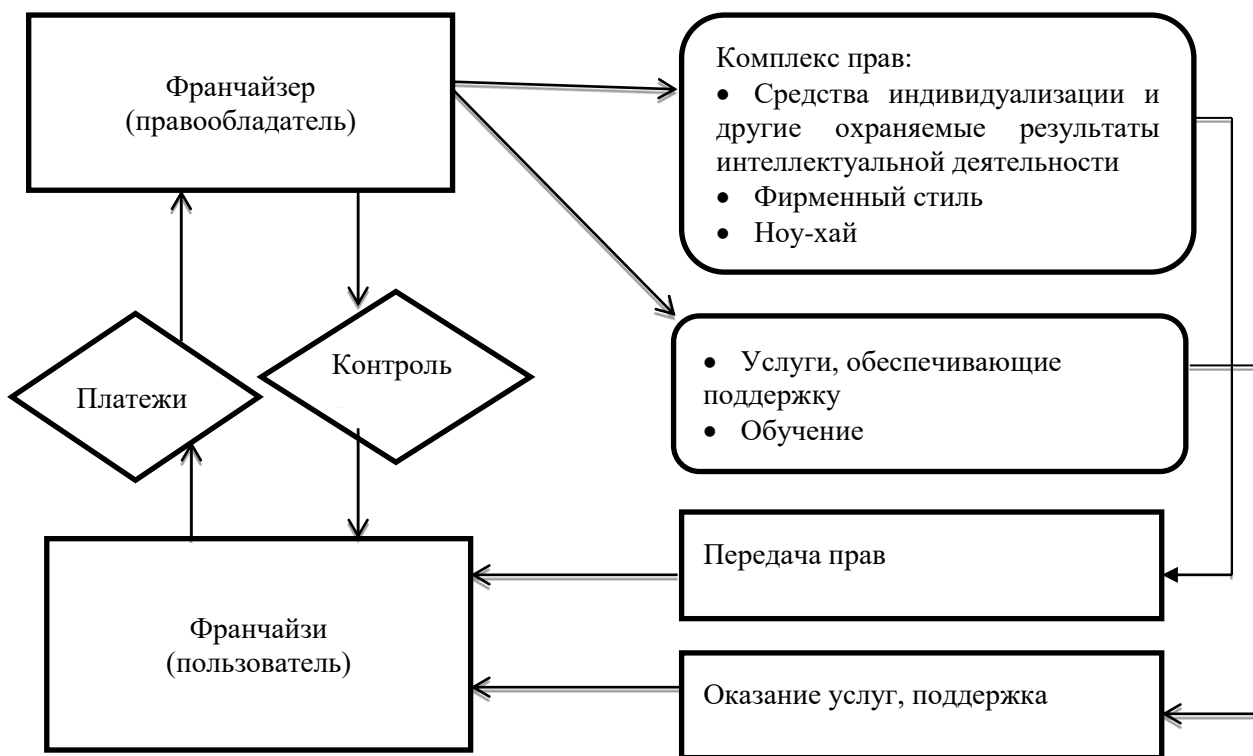 Франчайзер
(правообладатель)
Комплекс прав:
• Средства индивидуализации и
другие охраняемые результаты
интеллектуальной деятельности
• Фирменный стиль
• Ноу-хай
Платежи
Контроль
• Услуги, обеспечивающие
поддержку
• Обучение
Франчайзи
(пользователь)
Передача прав
Оказание услуг, поддержка